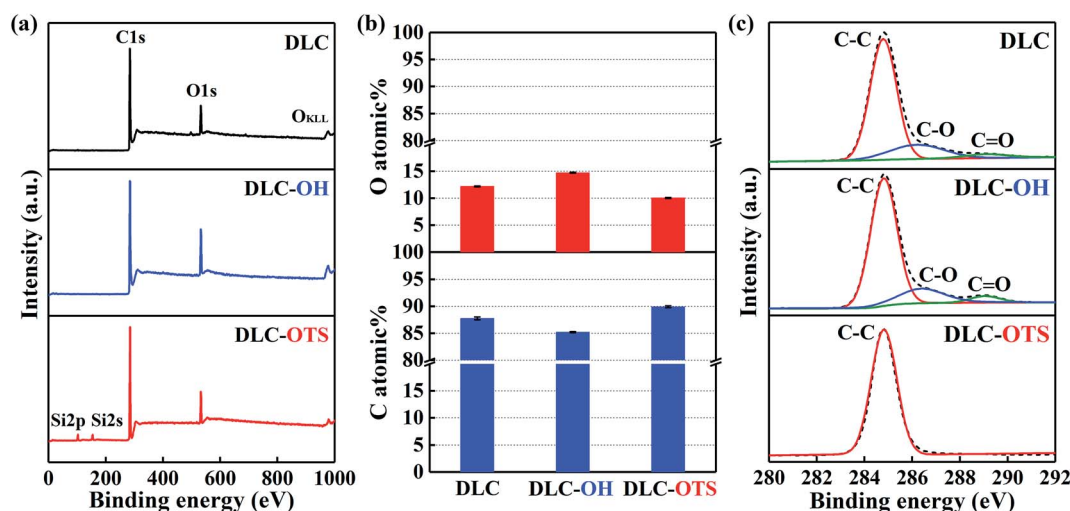 (a)
C1s
DLC
O1s
OKLL
DLC-OH
DLC-OTS
Si2p Si2s
Intensity (a.u.)
0 200 400 600 800 1000
Binding energy (eV)
(b)
100
95
90
85
80
15
10
5
100
95
90
85
80
15
10
5
0
O atomic%
C atomic%
DLC DLC-OH DLC-OTS
(c)
C-C
DLC
C-O
C=O
C-C
DLC-OH
C-O
C=O
C-C
DLC-OTS
Intensity (a.u.)
280 282 284 286 288 290 292
Binding energy (eV)